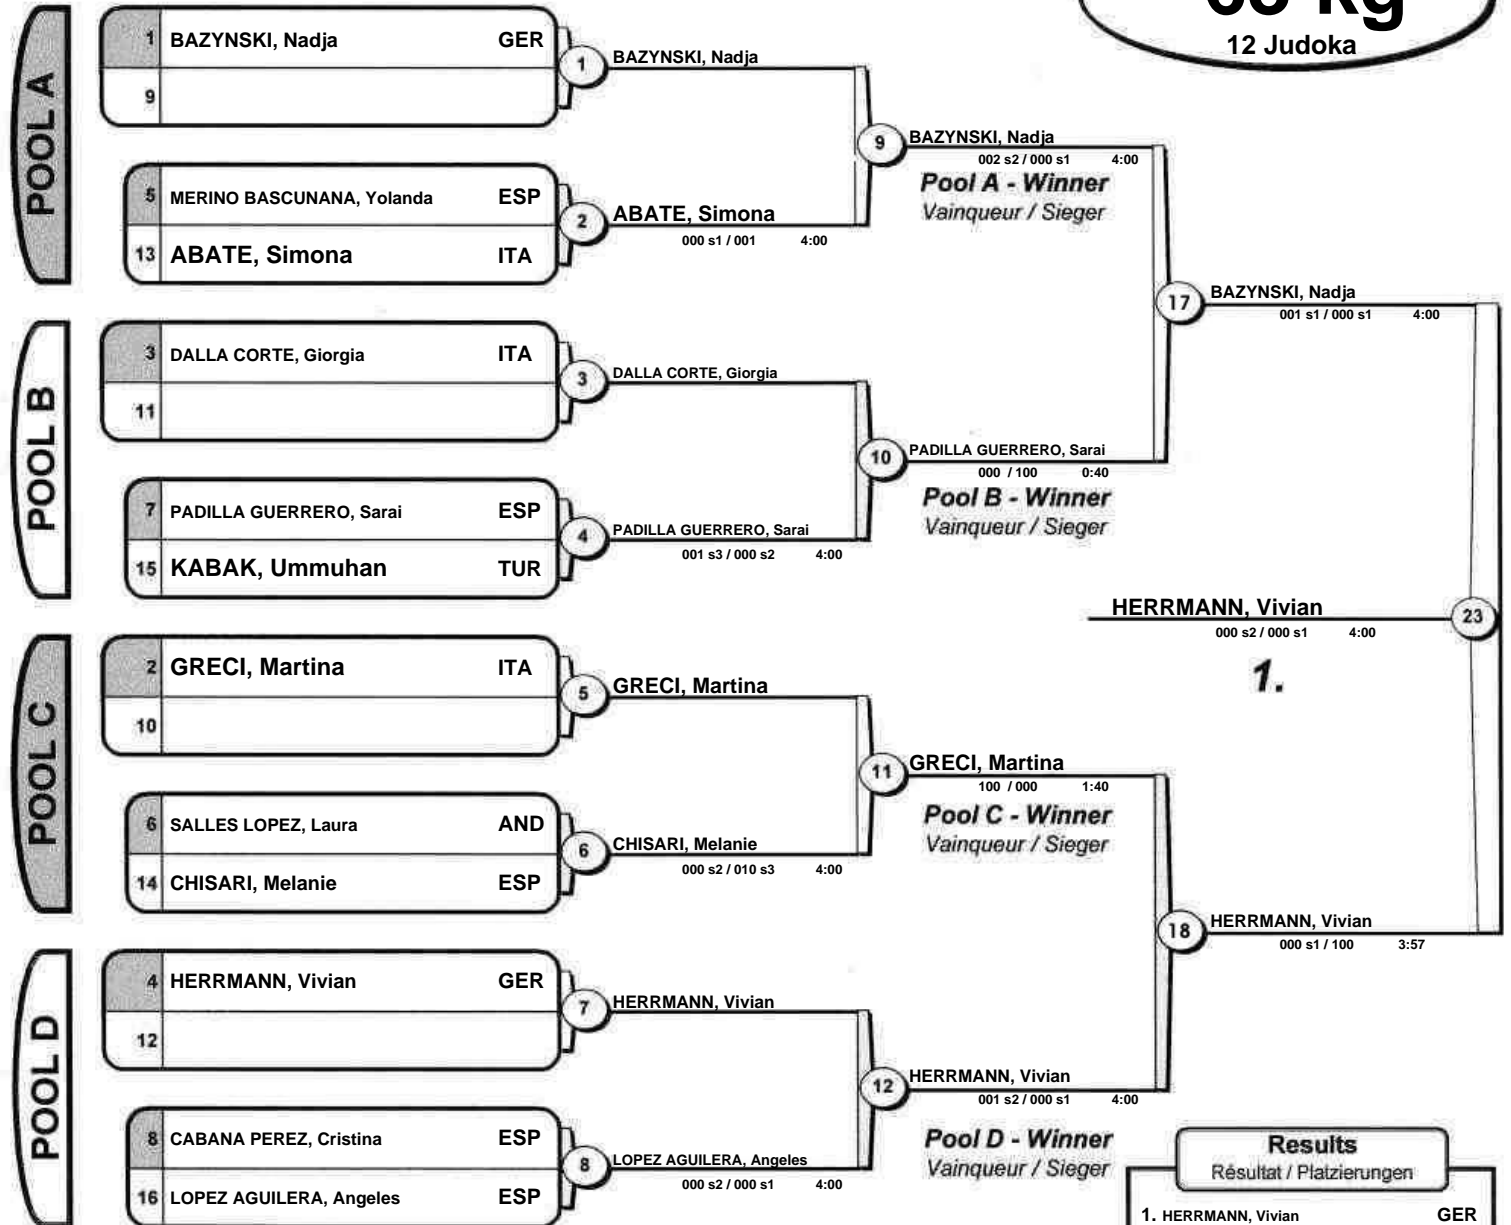 12 Judoka
POOL A
1 BAZYNSKI, Nadja GER
9
1 BAZYNSKI, Nadja
5 MERINO BASCUNANA, Yolanda ESP
13 ABATE, Simona ITA
2 ABATE, Simona
000 s1 / 001 4:00
9 BAZYNSKI, Nadja
002 s2 / 000 s1 4:00
Pool A - Winner
Vainqueur / Sieger
POOL B
3 DALLA CORTE, Giorgia ITA
11
3 DALLA CORTE, Giorgia
7 PADILLA GUERRERO, Sarai ESP
15 KABAK, Ummuhan TUR
4 PADILLA GUERRERO, Sarai
001 s3 / 000 s2 4:00
10 PADILLA GUERRERO, Sarai
000 / 100 0:40
Pool B - Winner
Vainqueur / Sieger
17 BAZYNSKI, Nadja
001 s1 / 000 s1 4:00
HERRMANN, Vivian 23
000 s2 / 000 s1 4:00
1.
POOL C
2 GRECI, Martina ITA
10
5 GRECI, Martina
6 SALLES LOPEZ, Laura AND
14 CHISARI, Melanie ESP
6 CHISARI, Melanie
000 s2 / 010 s3 4:00
11 GRECI, Martina
100 / 000 1:40
Pool C - Winner
Vainqueur / Sieger
POOL D
4 HERRMANN, Vivian GER
12
7 HERRMANN, Vivian
8 CABANA PEREZ, Cristina ESP
16 LOPEZ AGUILERA, Angeles ESP
8 LOPEZ AGUILERA, Angeles
000 s2 / 000 s1 4:00
12 HERRMANN, Vivian
001 s2 / 000 s1 4:00
Pool D - Winner
Vainqueur / Sieger
18 HERRMANN, Vivian
000 s1 / 100 3:57
Results
Résultat / Platzierungen
1. HERRMANN, Vivian GER